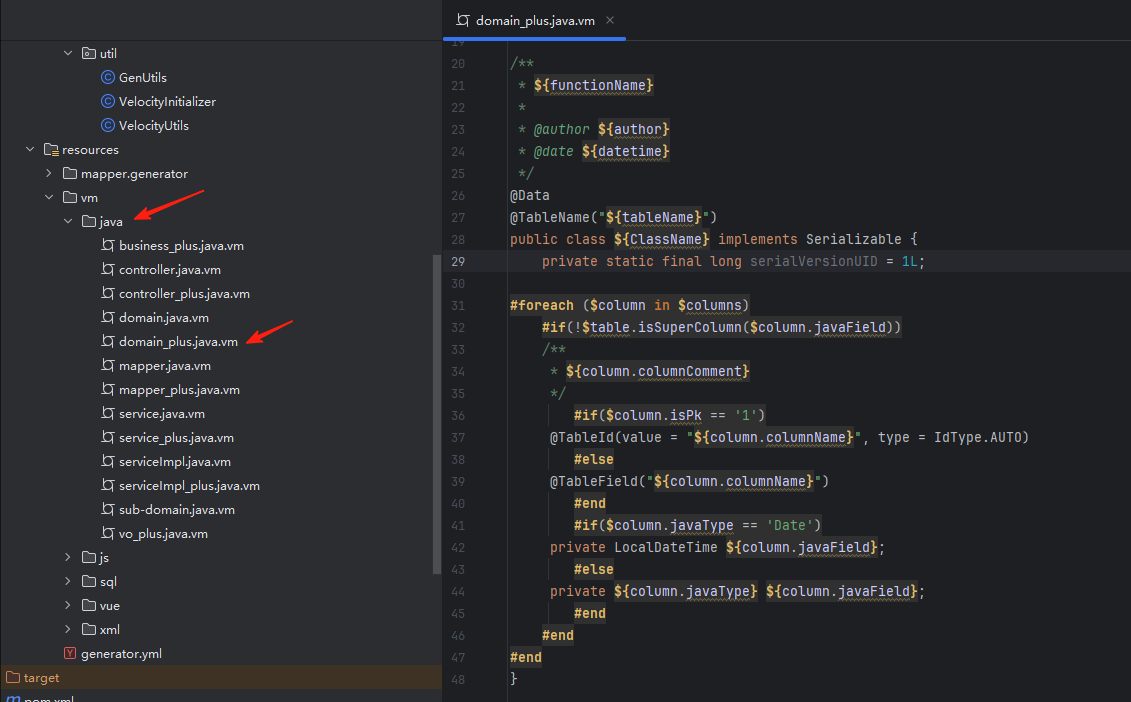 util
GenUtils
VelocityInitializer
VelocityUtils
resources
mapper.generator
vm
java
business_plus.java.vm
controller.java.vm
controller_plus.java.vm
domain.java.vm
domain_plus.java.vm
mapper.java.vm
mapper_plus.java.vm
service.java.vm
service_plus.java.vm
serviceImpl.java.vm
serviceImpl_plus.java.vm
sub-domain.java.vm
vo_plus.java.vm
js
sql
vue
xml
generator.yml
target
pom.xml
domain_plus.java.vm
19
20 /**
21 * ${functionName}
22 *
23 * @author ${author}
24 * @date ${datetime}
25 */
26 @Data
27 @TableName("${tableName}")
28 public class ${ClassName} implements Serializable {
29 private static final long serialVersionUID = 1L;
30
31 #foreach ($column in $columns)
32 #if(!$table.isSuperColumn($column.javaField))
33 /**
34 * ${column.columnComment}
35 */
36 #if($column.isPk == '1')
37 @TableId(value = "${column.columnName}", type = IdType.AUTO)
38 #else
39 @TableField("${column.columnName}")
40 #end
41 #if($column.javaType == 'Date')
42 private LocalDateTime ${column.javaField};
43 #else
44 private ${column.javaType} ${column.javaField};
45 #end
46 #end
47 #end
48 }